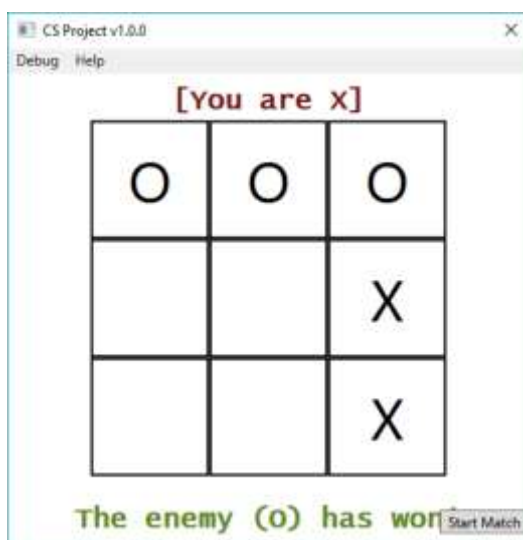 CS Project v1.0.0
Debug Help
[You are X]
O O O
X
X
The enemy (O) has won
Start Match